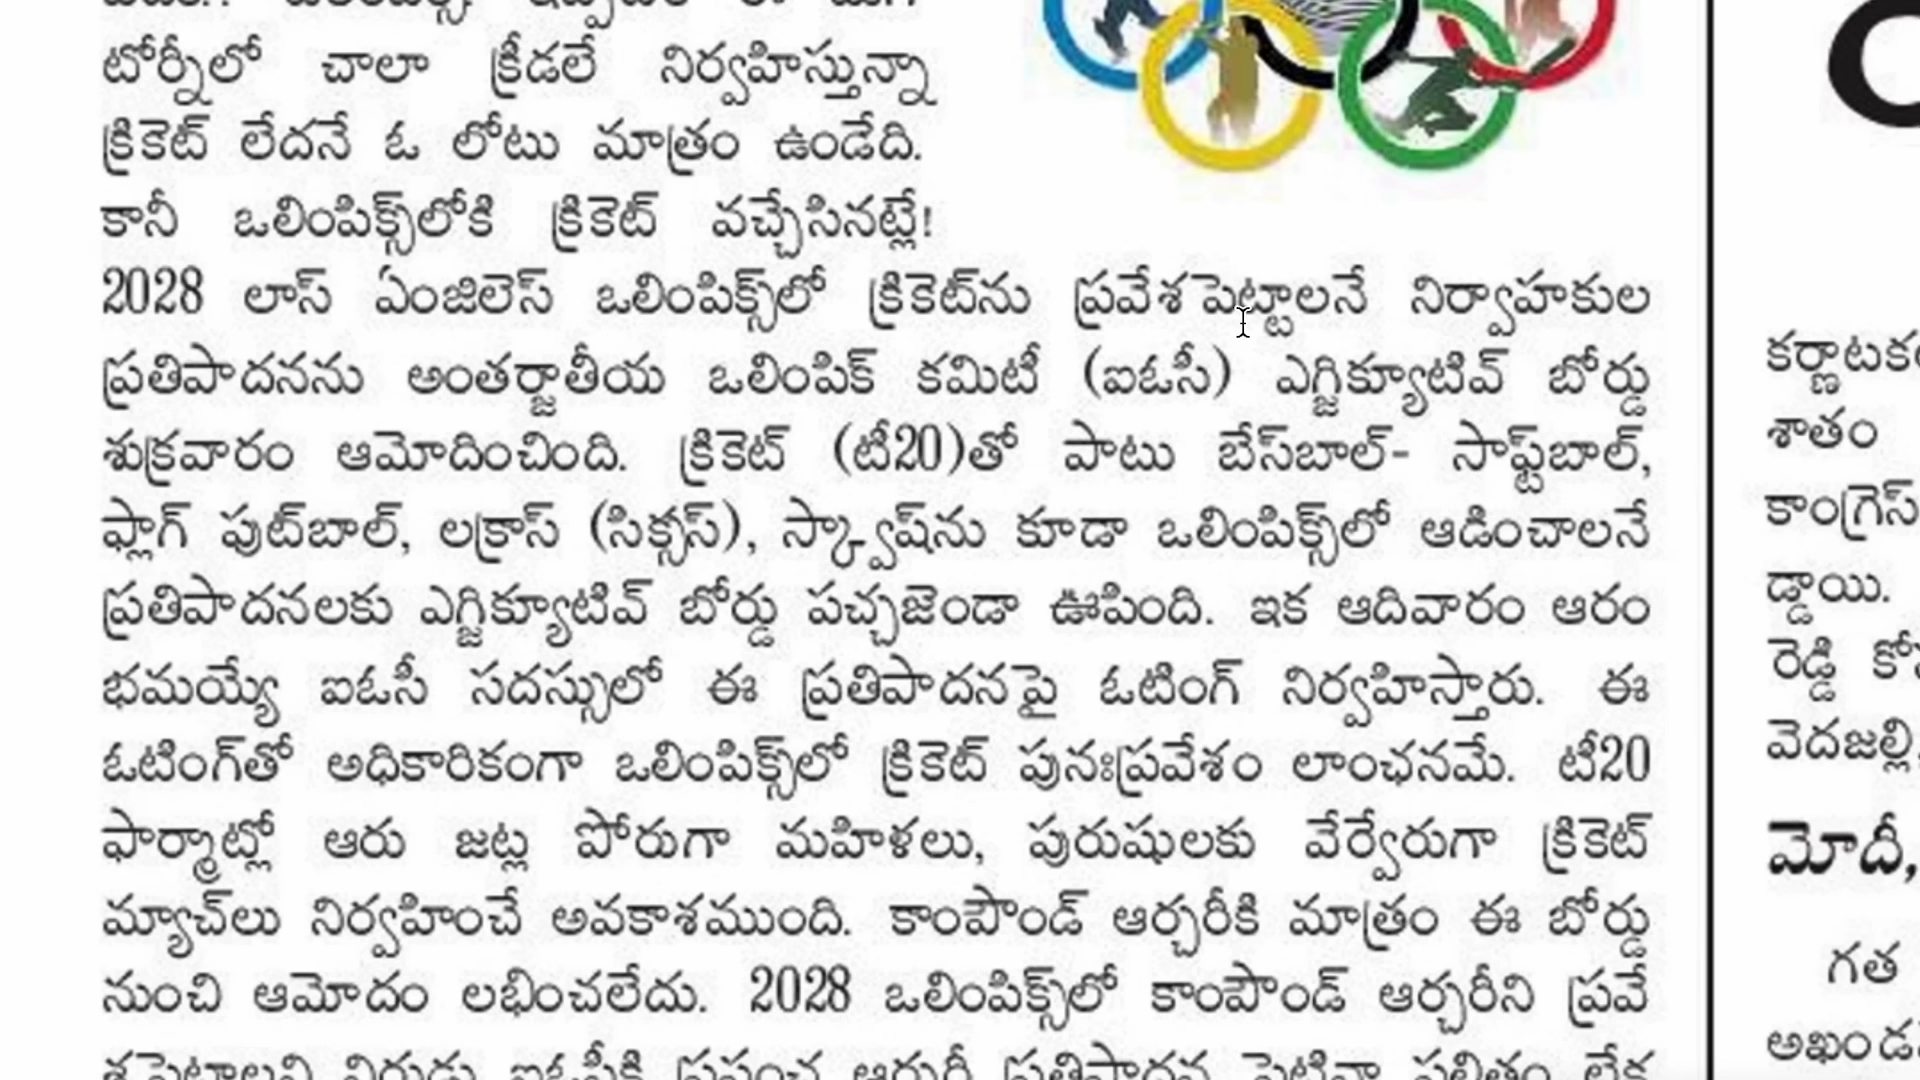 టోర్నీలో చాలా క్రీడలే నిర్వహిస్తున్నా
క్రికెట్ లేదనే ఓ లోటు మాత్రం ఉండేది.
కానీ ఒలింపిక్స్‌లోకి క్రికెట్ వచ్చేసినట్లే!
2028 లాస్ ఏంజిలెస్ ఒలింపిక్స్‌లో క్రికెట్‌ను ప్రవేశపెట్టాలనే నిర్వాహకుల
ప్రతిపాదనను అంతర్జాతీయ ఒలింపిక్ కమిటీ (ఐఓసీ) ఎగ్జిక్యూటివ్ బోర్డు
శుక్రవారం ఆమోదించింది. క్రికెట్ (టీ20)తో పాటు బేస్‌బాల్- సాఫ్ట్‌బాల్,
ఫ్లాగ్ ఫుట్‌బాల్, లక్రాస్ (సిక్సస్), స్క్వాష్‌ను కూడా ఒలింపిక్స్‌లో ఆడించాలనే
ప్రతిపాదనలకు ఎగ్జిక్యూటివ్ బోర్డు పచ్చజెండా ఊపింది. ఇక ఆదివారం ఆరం
భమయ్యే ఐఓసీ సదస్సులో ఈ ప్రతిపాదనపై ఓటింగ్ నిర్వహిస్తారు. ఈ
ఓటింగ్‌తో అధికారికంగా ఒలింపిక్స్‌లో క్రికెట్ పునఃప్రవేశం లాంఛనమే. టీ20
ఫార్మాట్లో ఆరు జట్ల పోరుగా మహిళలు, పురుషులకు వేర్వేరుగా క్రికెట్
మ్యాచ్‌లు నిర్వహించే అవకాశముంది. కాంపౌండ్ ఆర్చరీకి మాత్రం ఈ బోర్డు
నుంచి ఆమోదం లభించలేదు. 2028 ఒలింపిక్స్‌లో కాంపౌండ్ ఆర్చరీని ప్రవే
కర్ణాటక
శాతం
కాంగ్రెస్
డ్డాయి.
రెడ్డి
వెదజల్లి
మోదీ,
గత
అఖండ